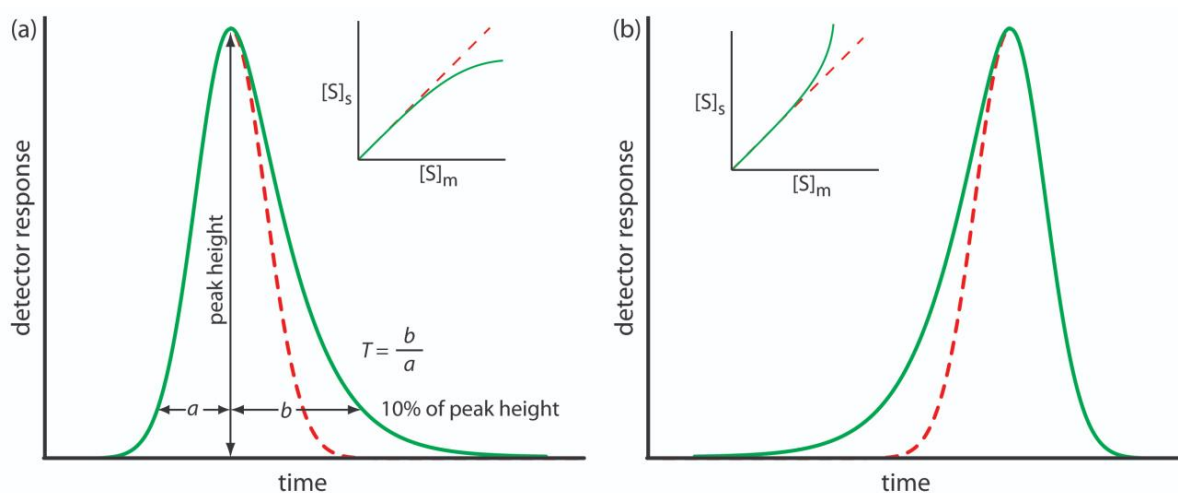 (a)
detector response
peak height
[S]s
[S]m
T = b/a
a
b
10% of peak height
time
(b)
detector response
[S]s
[S]m
time